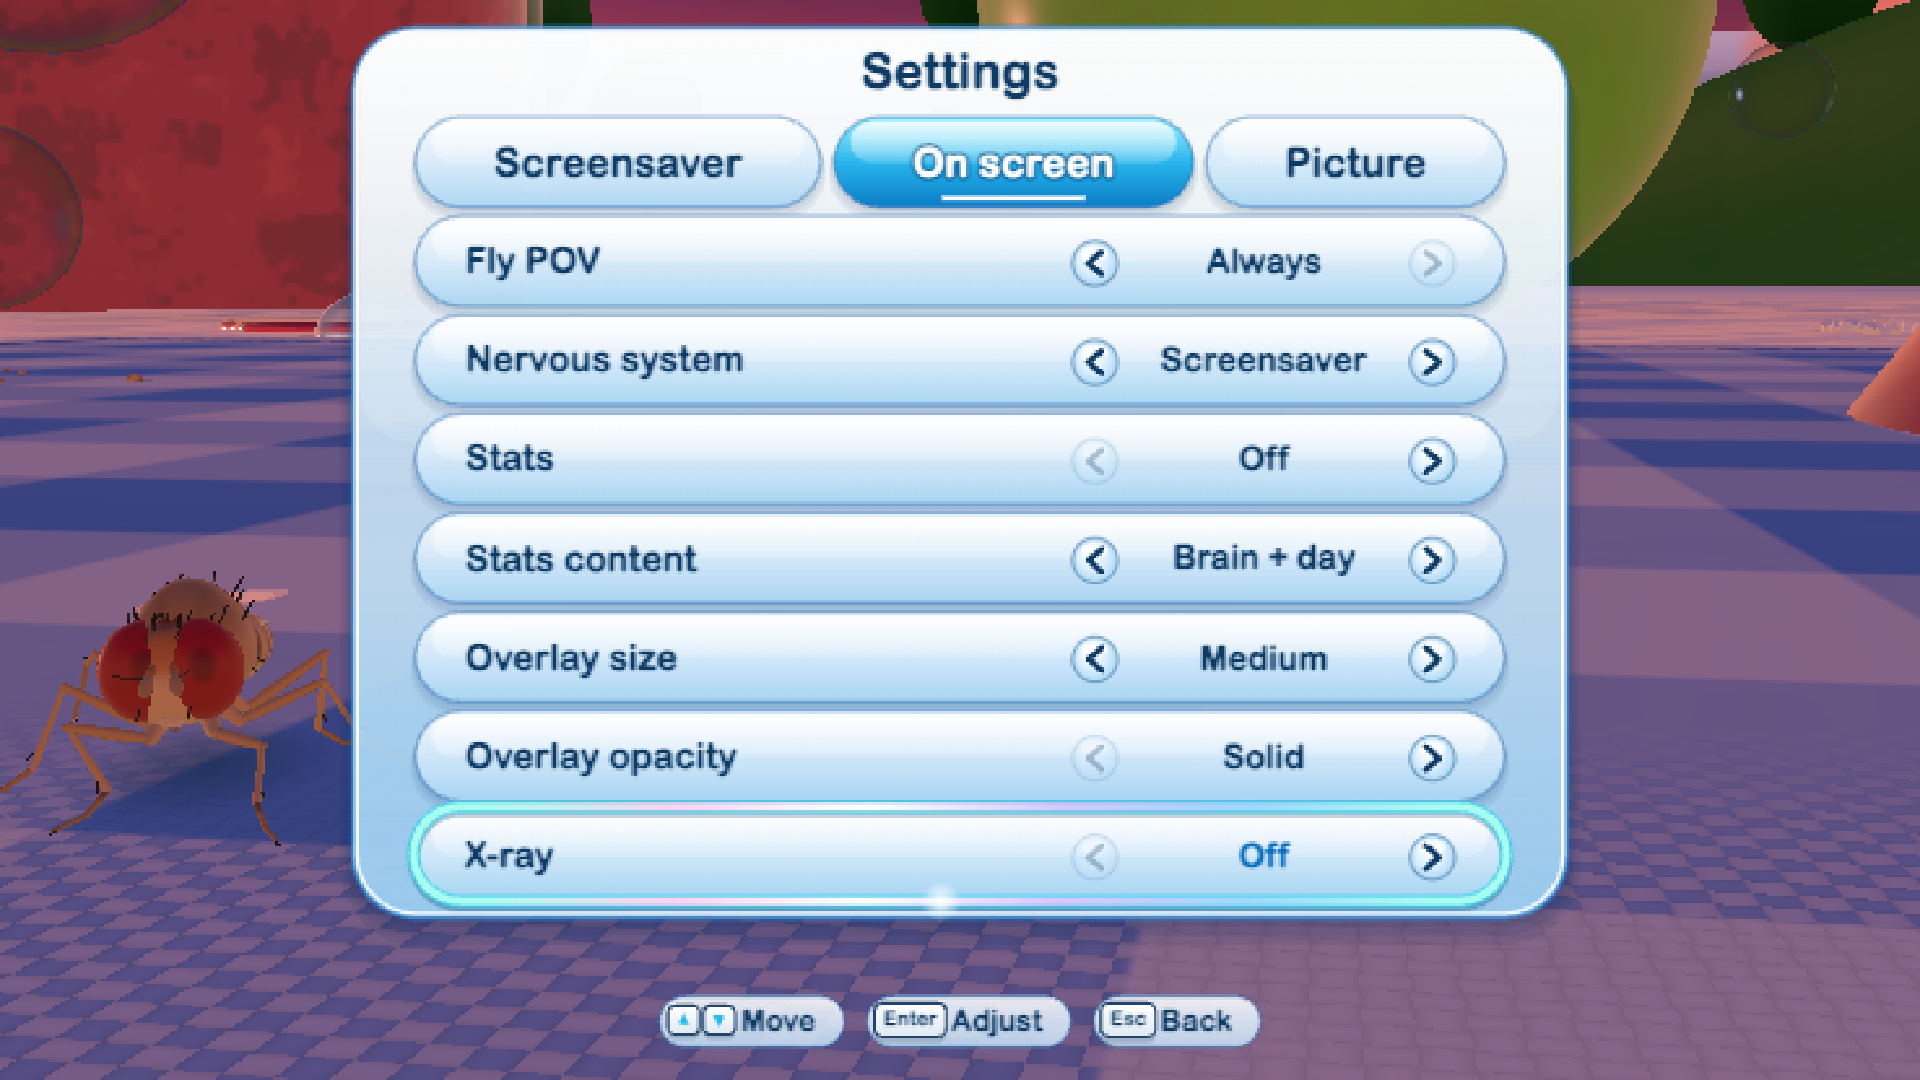 Settings
Screensaver On screen Picture
Fly POV Always
Nervous system Screensaver
Stats Off
Stats content Brain + day
Overlay size Medium
Overlay opacity Solid
X-ray Off
Move Enter Adjust Esc Back